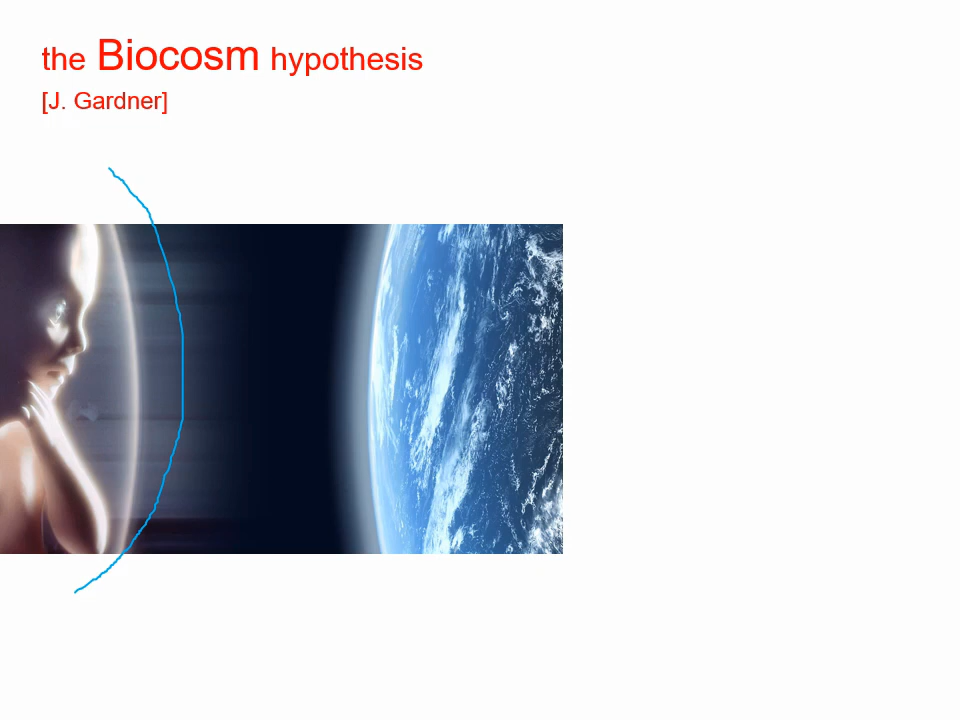 the Biocosm hypothesis
[J. Gardner]